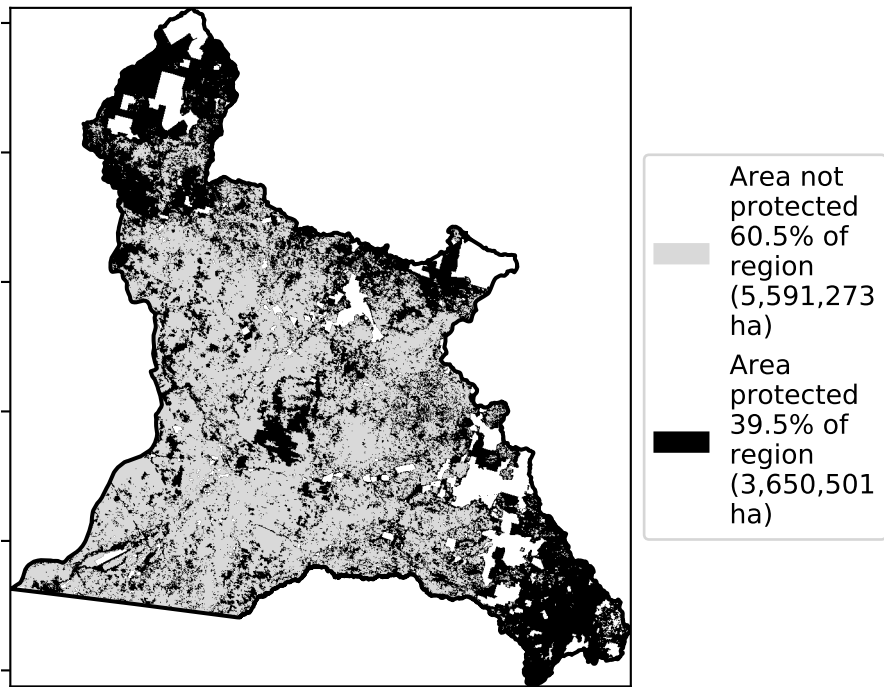 Area not
protected
60.5% of
region
(5,591,273
ha)
Area
protected
39.5% of
region
(3,650,501
ha)